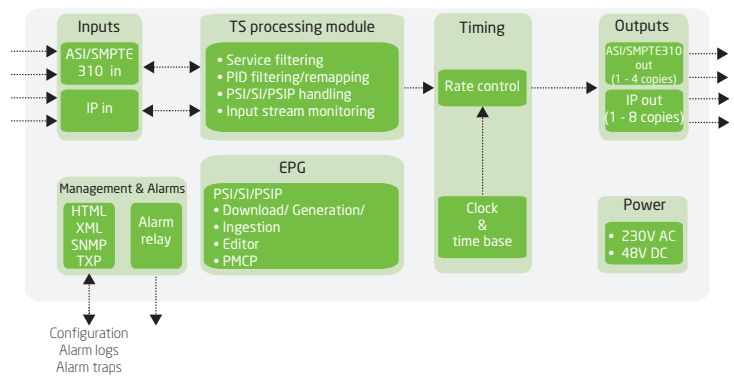 Inputs
ASI/SMPTE
310 in
IP in
TS processing module
• Service filtering
• PID filtering/remapping
• PSI/SI/PSIP handling
• Input stream monitoring
Timing
Rate control
Clock
&
time base
Outputs
ASI/SMPTE310
out
(1 - 4 copies)
IP out
(1 - 8 copies)
Management & Alarms
HTML
XML
SNMP
TXP
Alarm
relay
EPG
PSI/SI/PSIP
• Download/ Generation/
• Ingestion
• Editor
• PMCP
Power
• 230V AC
• 48V DC
Configuration
Alarm logs
Alarm traps